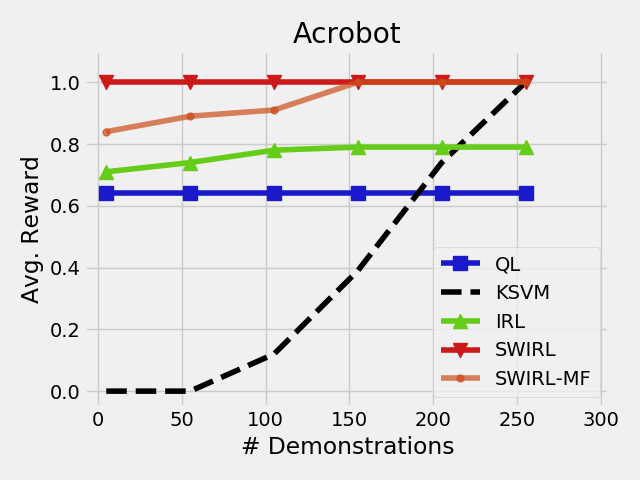 Acrobot
Avg. Reward
1.0
0.8
0.6
0.4
0.2
0.0
QL
KSVM
IRL
SWIRL
SWIRL-MF
0 50 100 150 200 250 300
# Demonstrations